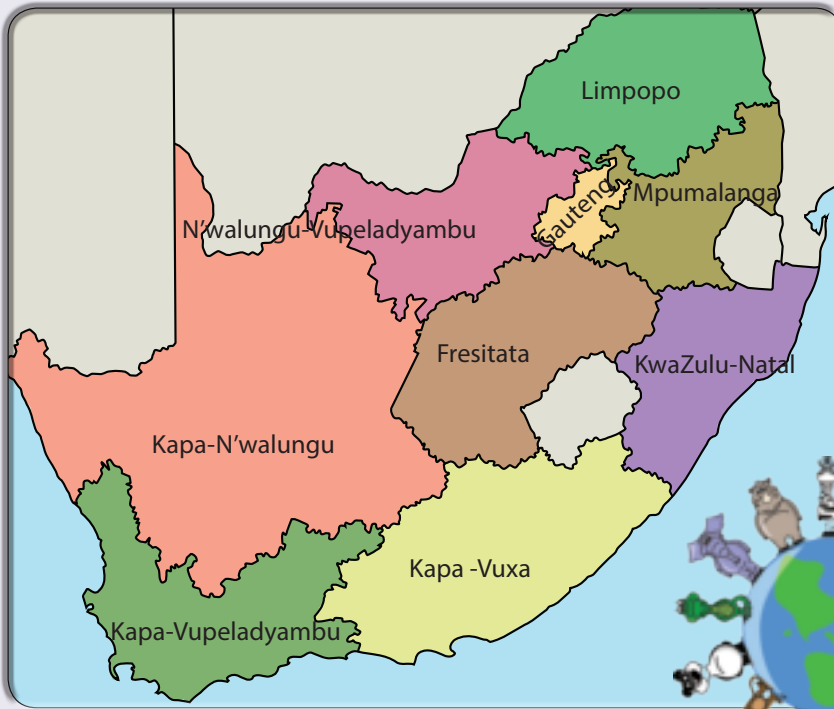 Limpopo
Mpumalanga
Gauteng
N'walungu-Vupeladyambu
Fresitata
KwaZulu-Natal
Kapa-N'walungu
Kapa -Vuxa
Kapa-Vupeladyambu